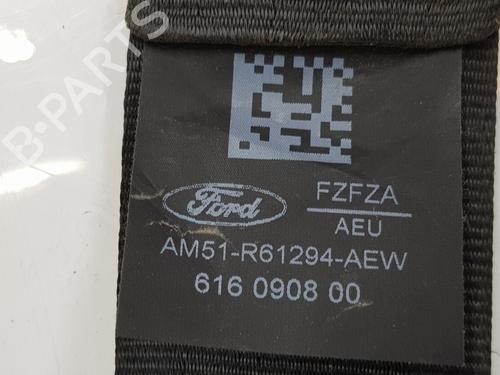 B-PARTS
Ford
FZFZA
AEU
AM51-R61294-AEW
616 0908 00